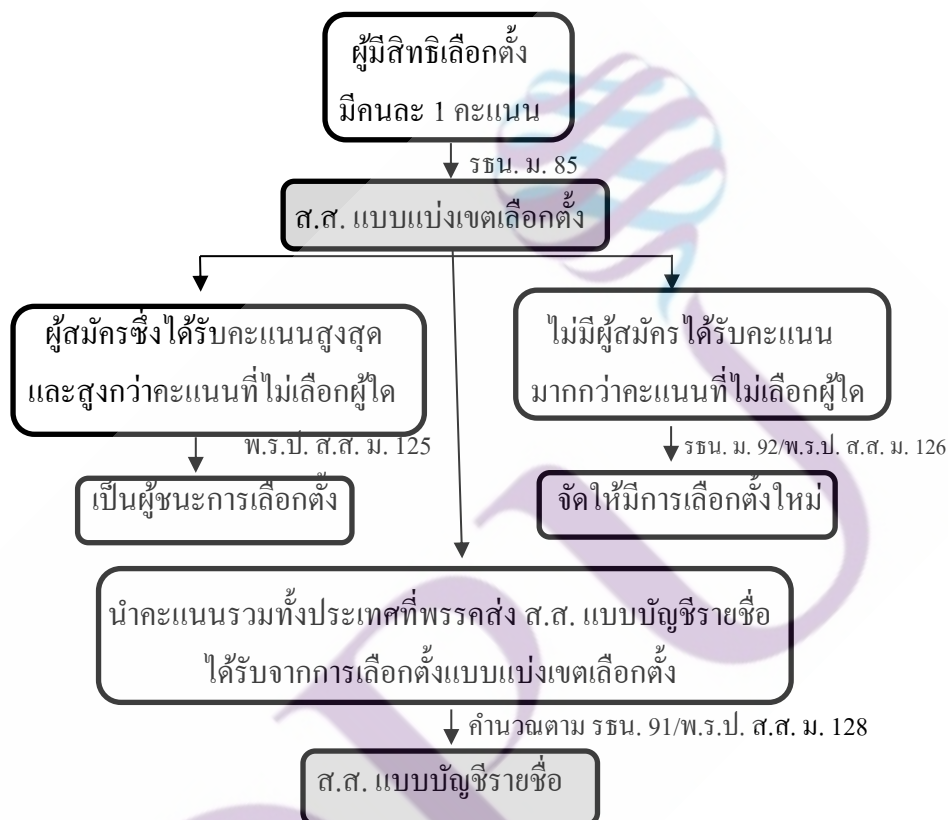 ผู้มีสิทธิเลือกตั้ง
มีคนละ 1 คะแนน
รธน. ม. 85
ส.ส. แบบแบ่งเขตเลือกตั้ง
ผู้สมัครซึ่งได้รับคะแนนสูงสุด
และสูงกว่าคะแนนที่ไม่เลือกผู้ใด
ไม่มีผู้สมัครได้รับคะแนน
มากกว่าคะแนนที่ไม่เลือกผู้ใด
พ.ร.ป. ส.ส. ม. 125
รธน. ม. 92/พ.ร.ป. ส.ส. ม. 126
เป็นผู้ชนะการเลือกตั้ง
จัดให้มีการเลือกตั้งใหม่
นำคะแนนรวมทั้งประเทศที่พรรคส่ง ส.ส. แบบบัญชีรายชื่อ
ได้รับจากการเลือกตั้งแบบแบ่งเขตเลือกตั้ง
คำนวณตาม รธน. 91/พ.ร.ป. ส.ส. ม. 128
ส.ส. แบบบัญชีรายชื่อ